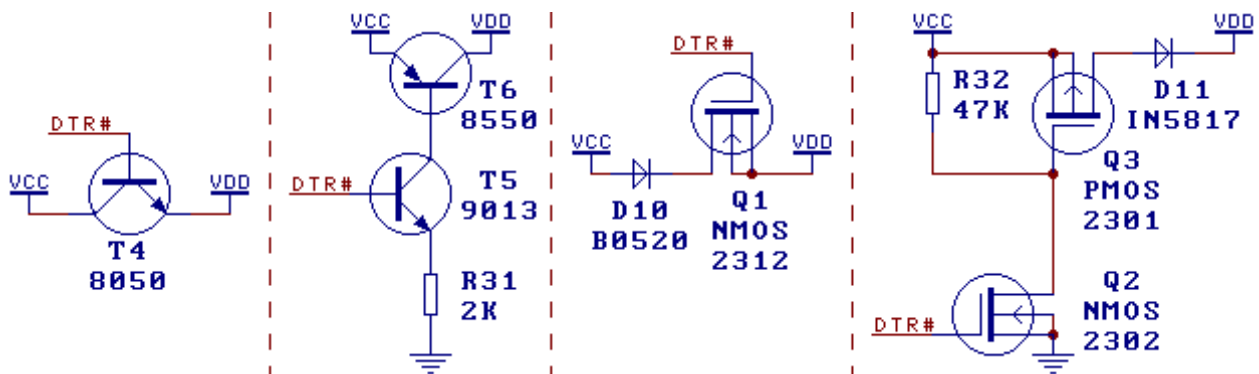 DTR#
VCC
VDD
T4
8050
VCC
VDD
T6
8550
DTR#
T5
9013
R31
2K
DTR#
VCC
VDD
D10
B0520
Q1
NMOS
2312
VCC
VDD
R32
47K
D11
IN5817
Q3
PMOS
2301
Q2
NMOS
2302
DTR#